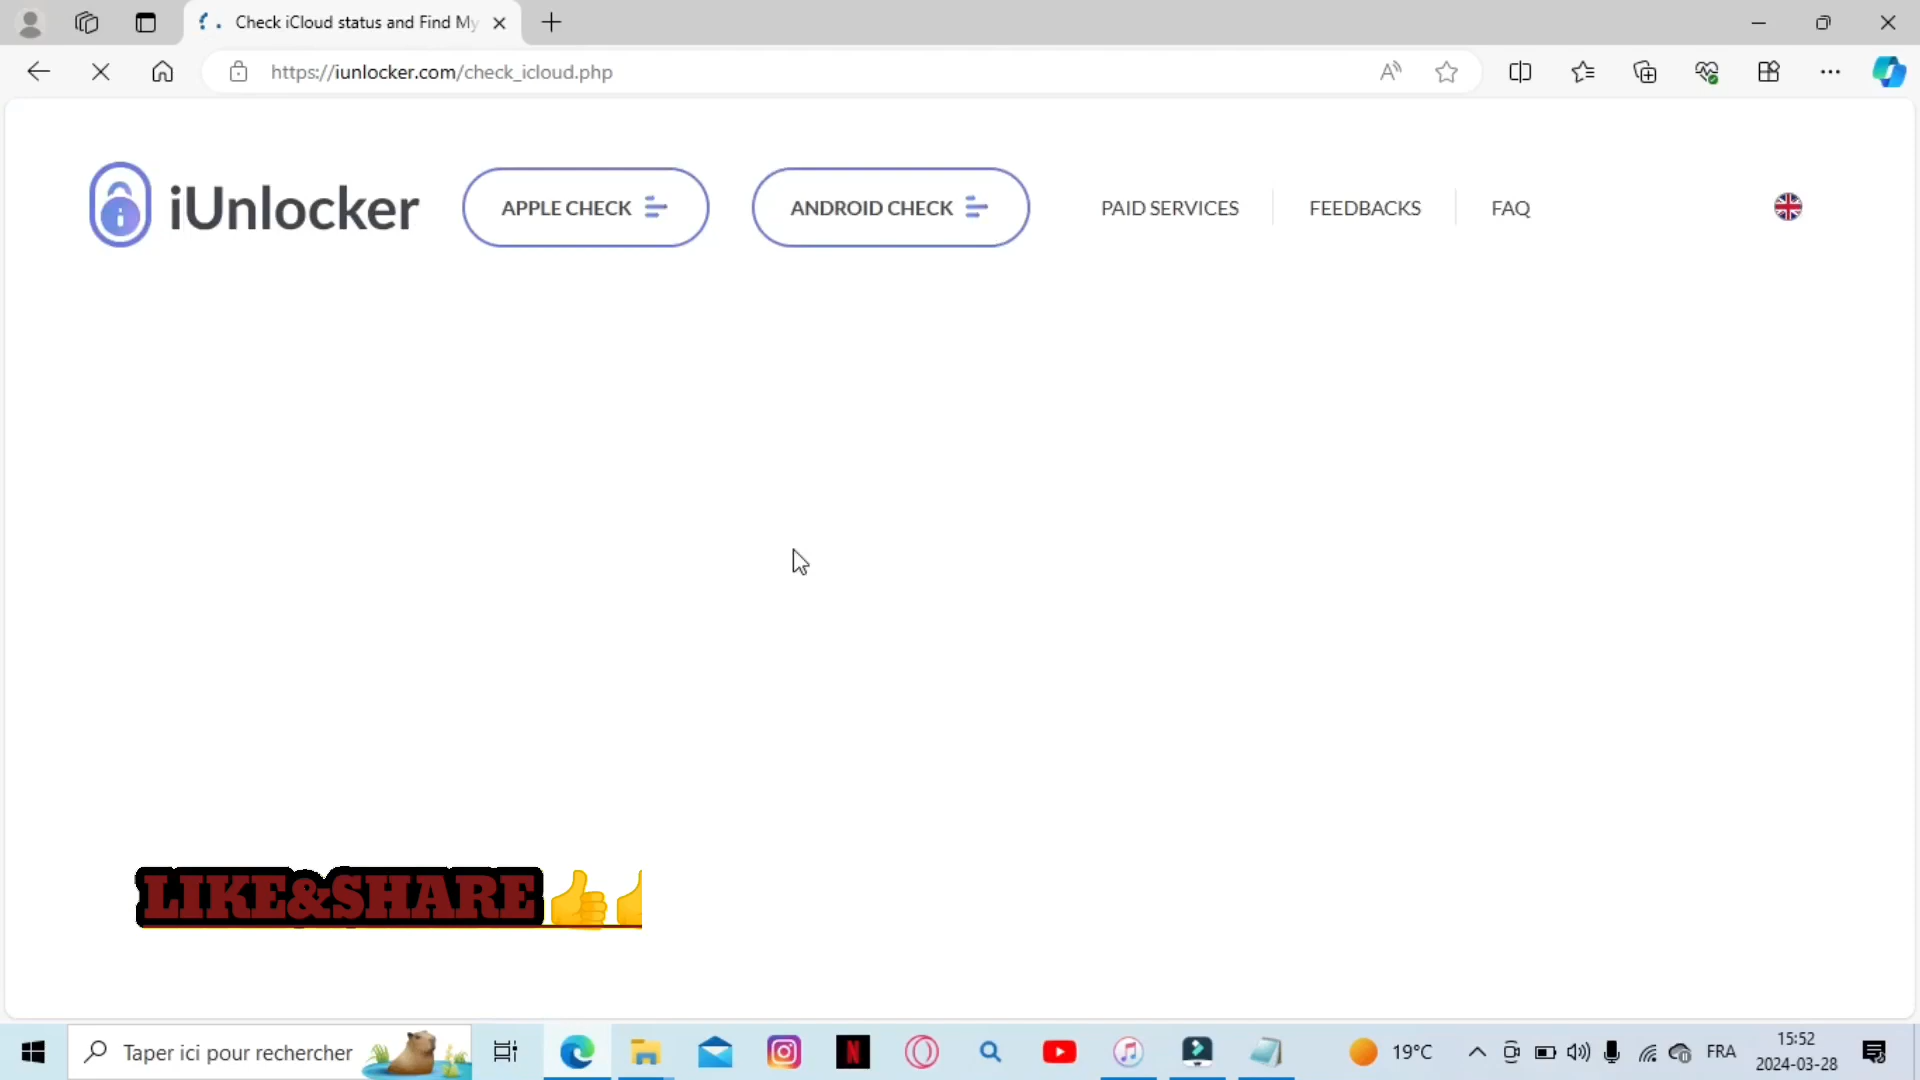 Check iCloud status and Find My
https://iunlocker.com/check_icloud.php
iUnlocker
APPLE CHECK
ANDROID CHECK
PAID SERVICES
FEEDBACKS
FAQ
LIKE&SHARE👍
Taper ici pour rechercher
19°C
FRA
15:52
2024-03-28